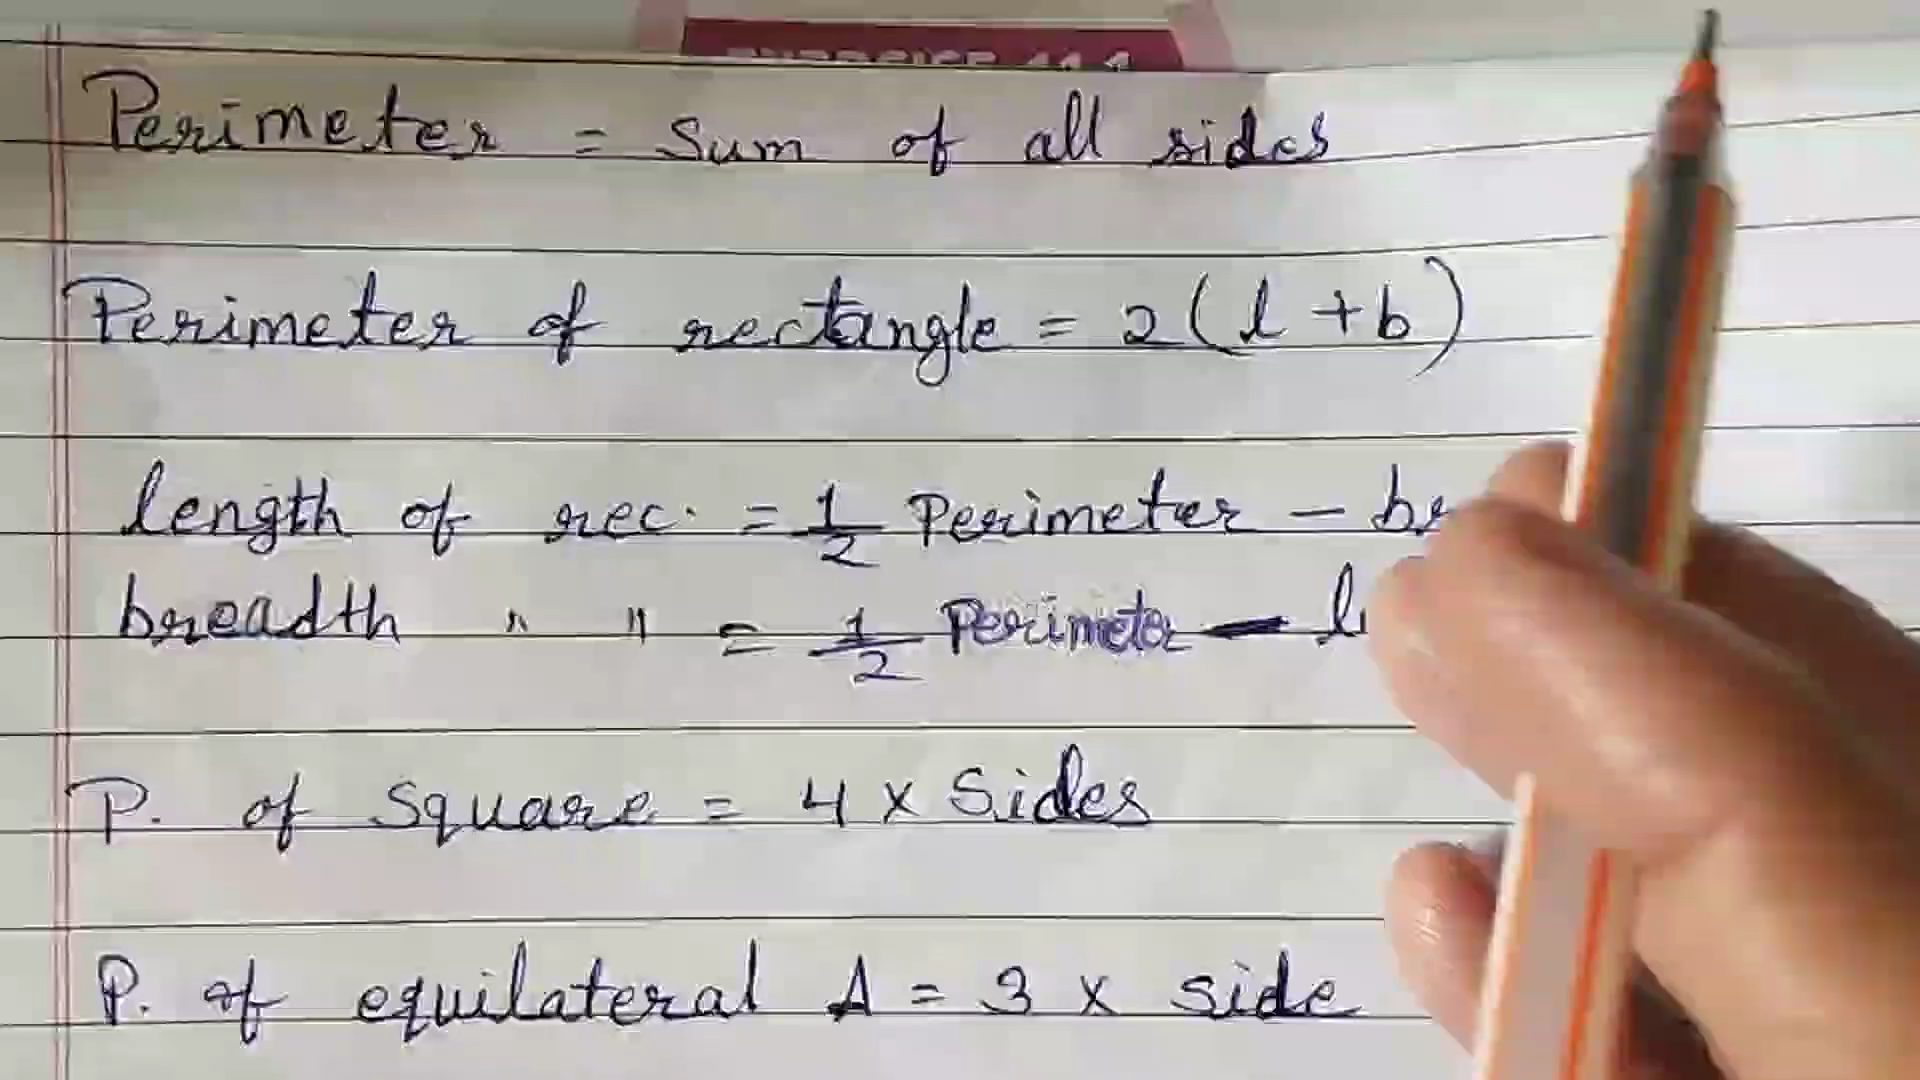 Perimeter = Sum of all sides
Perimeter of rectangle = 2(l+b)
length of rec. = 1/2 Perimeter -
breadth " " = 1/2 Perimeter -
P. of Square = 4 x Sides
P. of equilateral Δ = 3 x side